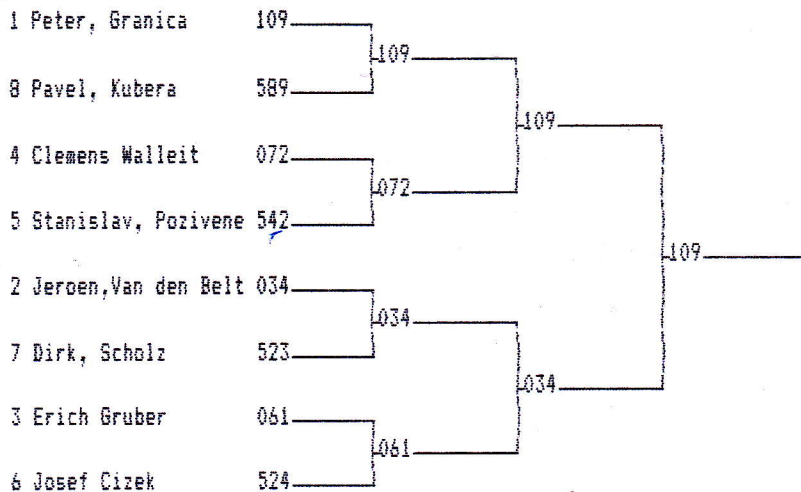 1 Peter, Granica 109
109
8 Pavel, Kubera 589
109
4 Clemens Walleit 072
072
5 Stanislav, Pozivene 542
109
2 Jeroen,Van den Belt 034
034
7 Dirk, Scholz 523
034
3 Erich Gruber 061
061
6 Josef Cizek 524